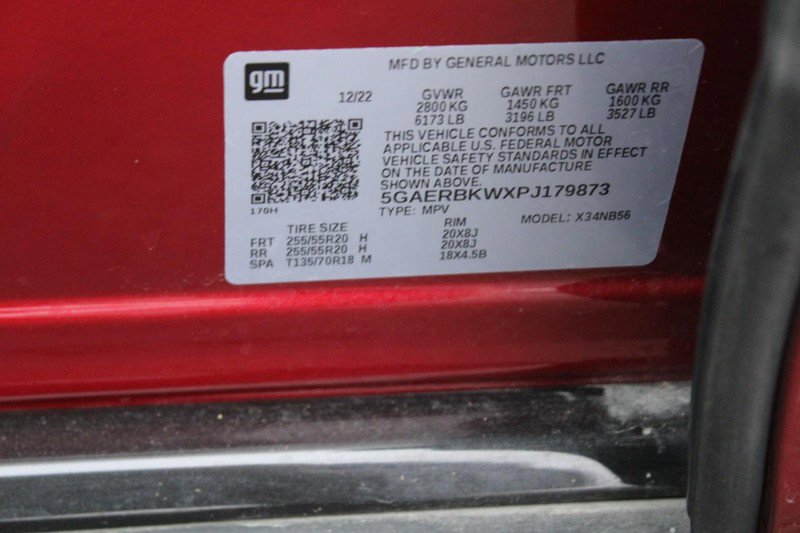 gm
MFD BY GENERAL MOTORS LLC
12/22 GVWR GAWR FRT GAWR RR
2800 KG 1450 KG 1600 KG
6173 LB 3196 LB 3527 LB
THIS VEHICLE CONFORMS TO ALL
APPLICABLE U.S. FEDERAL MOTOR
VEHICLE SAFETY STANDARDS IN EFFECT
ON THE DATE OF MANUFACTURE
SHOWN ABOVE.
170H
5GAERBKWXPJ179873
TYPE: MPV MODEL: X34NB56
TIRE SIZE RIM
FRT 255/55R20 H 20X8J
RR 255/55R20 H 20X8J
SPA T135/70R18 M 18X4.5B